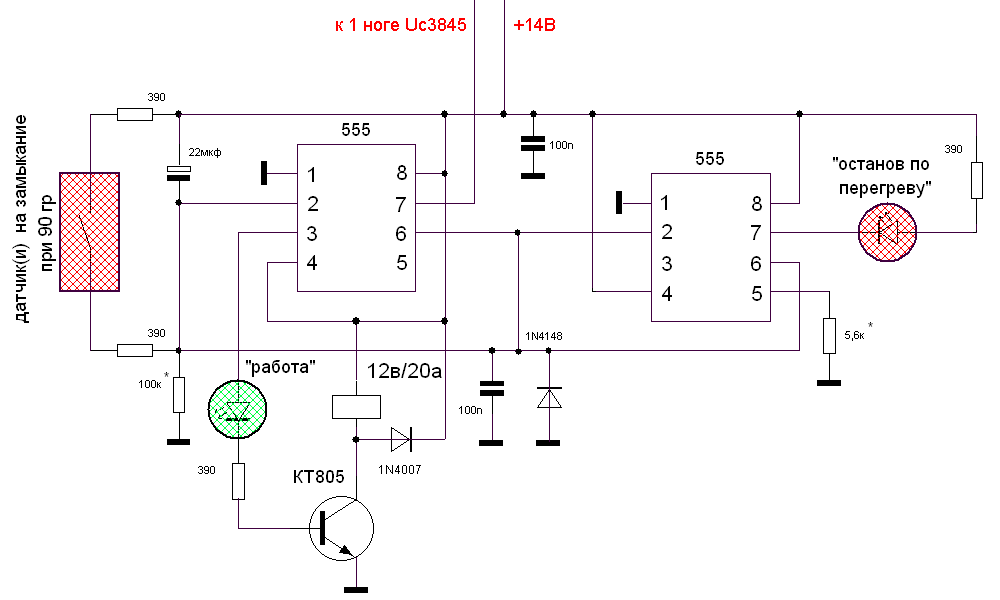 к 1 ноге Uc3845
+14В
датчик(и) на замыкание
при 90 гр
390
22мкф
555
1
2
3
4
8
7
6
5
100n
555
1
2
3
4
8
7
6
5
"останов по
перегреву"
390
5,6к *
390
100к *
"работа"
12в/20а
1N4148
100n
1N4007
390
КТ805